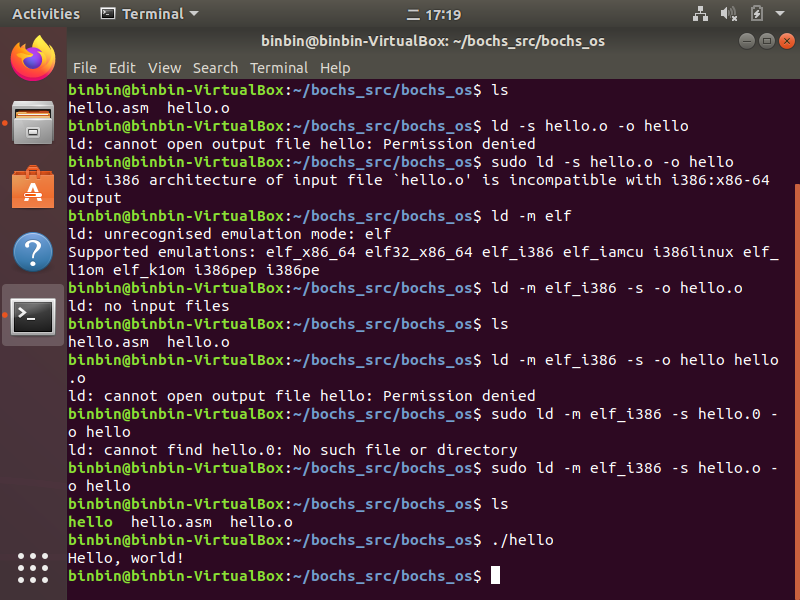 Activities Terminal 二 17:19
binbin@binbin-VirtualBox: ~/bochs_src/bochs_os
File Edit View Search Terminal Help
binbin@binbin-VirtualBox:~/bochs_src/bochs_os$ ls
hello.asm hello.o
binbin@binbin-VirtualBox:~/bochs_src/bochs_os$ ld -s hello.o -o hello
ld: cannot open output file hello: Permission denied
binbin@binbin-VirtualBox:~/bochs_src/bochs_os$ sudo ld -s hello.o -o hello
ld: i386 architecture of input file `hello.o' is incompatible with i386:x86-64
output
binbin@binbin-VirtualBox:~/bochs_src/bochs_os$ ld -m elf
ld: unrecognised emulation mode: elf
Supported emulations: elf_x86_64 elf32_x86_64 elf_i386 elf_iamcu i386linux elf_
l1om elf_k1om i386pep i386pe
binbin@binbin-VirtualBox:~/bochs_src/bochs_os$ ld -m elf_i386 -s -o hello.o
ld: no input files
binbin@binbin-VirtualBox:~/bochs_src/bochs_os$ ls
hello.asm hello.o
binbin@binbin-VirtualBox:~/bochs_src/bochs_os$ ld -m elf_i386 -s -o hello hello
.o
ld: cannot open output file hello: Permission denied
binbin@binbin-VirtualBox:~/bochs_src/bochs_os$ sudo ld -m elf_i386 -s hello.0 -
o hello
ld: cannot find hello.0: No such file or directory
binbin@binbin-VirtualBox:~/bochs_src/bochs_os$ sudo ld -m elf_i386 -s hello.o -
o hello
binbin@binbin-VirtualBox:~/bochs_src/bochs_os$ ls
hello hello.asm hello.o
binbin@binbin-VirtualBox:~/bochs_src/bochs_os$ ./hello
Hello, world!
binbin@binbin-VirtualBox:~/bochs_src/bochs_os$